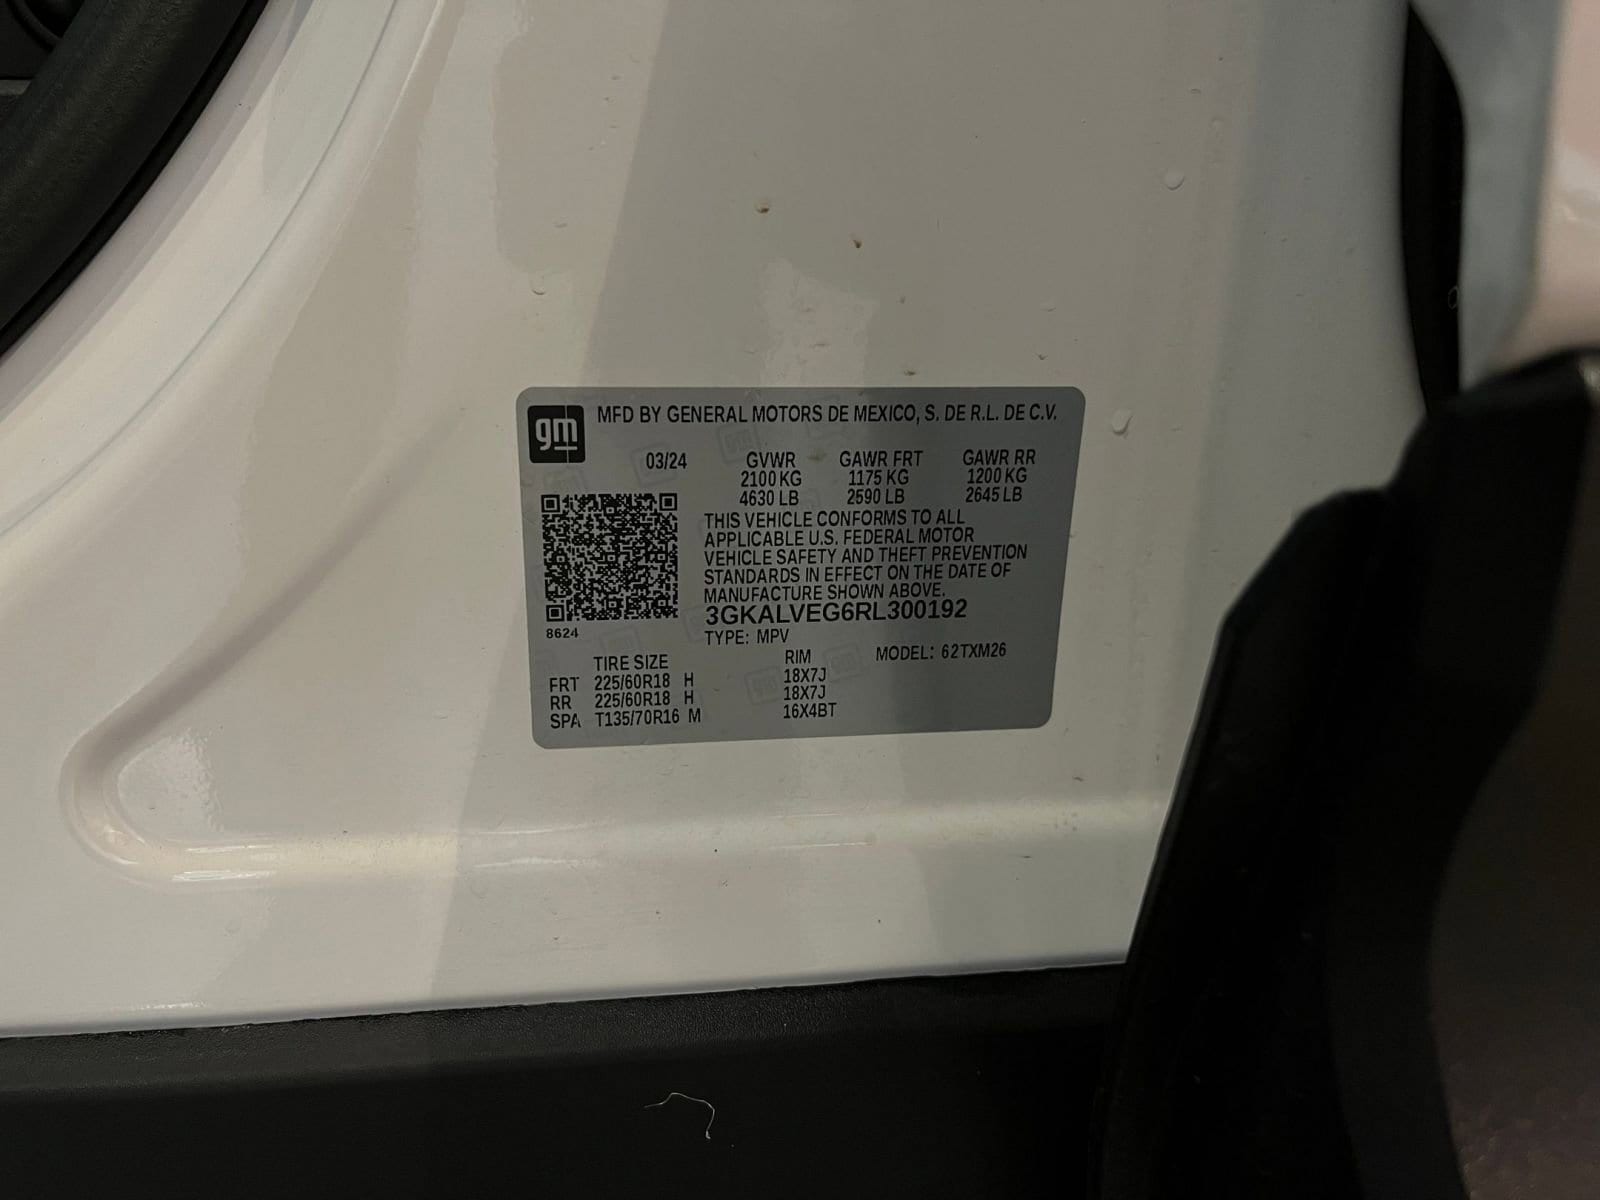 gm
MFD BY GENERAL MOTORS DE MEXICO, S. DE R.L. DE C.V.
03/24 GVWR GAWR FRT GAWR RR
2100 KG 1175 KG 1200 KG
4630 LB 2590 LB 2645 LB
THIS VEHICLE CONFORMS TO ALL
APPLICABLE U.S. FEDERAL MOTOR
VEHICLE SAFETY AND THEFT PREVENTION
STANDARDS IN EFFECT ON THE DATE OF
MANUFACTURE SHOWN ABOVE.
3GKALVEG6RL300192
8624
TYPE: MPV
TIRE SIZE RIM MODEL: 62TXM26
FRT 225/60R18 H 18X7J
RR 225/60R18 H 18X7J
SPA T135/70R16 M 16X4BT